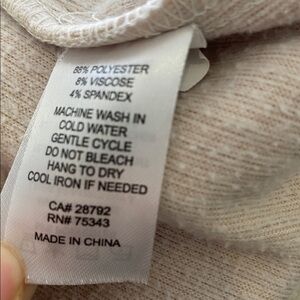 88% POLYESTER
8% VISCOSE
4% SPANDEX
MACHINE WASH IN
COLD WATER
GENTLE CYCLE
DO NOT BLEACH
HANG TO DRY
COOL IRON IF NEEDED
CA# 28792
RN# 75343
MADE IN CHINA